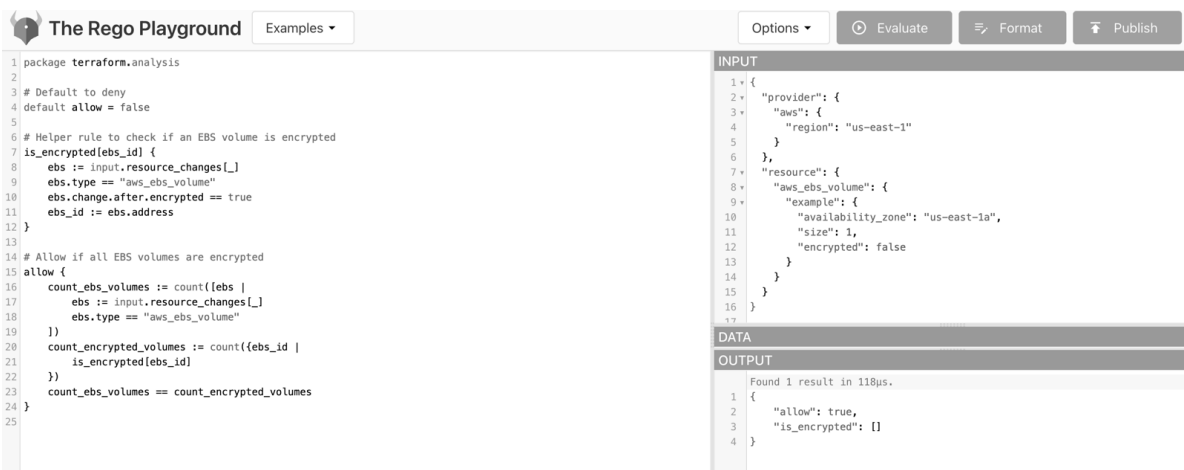 The Rego Playground
Examples
Options
Evaluate
Format
Publish
1 package terraform.analysis
2
3 # Default to deny
4 default allow = false
5
6 # Helper rule to check if an EBS volume is encrypted
7 is_encrypted[ebs_id] {
8     ebs := input.resource_changes[_]
9     ebs.type == "aws_ebs_volume"
10     ebs.change.after.encrypted == true
11     ebs_id := ebs.address
12 }
13
14 # Allow if all EBS volumes are encrypted
15 allow {
16     count_ebs_volumes := count([ebs |
17         ebs := input.resource_changes[_]
18         ebs.type == "aws_ebs_volume"
19     ])
20     count_encrypted_volumes := count({ebs_id |
21         is_encrypted[ebs_id]
22     })
23     count_ebs_volumes == count_encrypted_volumes
24 }
25
INPUT
1 {
2   "provider": {
3     "aws": {
4       "region": "us-east-1"
5     }
6   },
7   "resource": {
8     "aws_ebs_volume": {
9       "example": {
10         "availability_zone": "us-east-1a",
11         "size": 1,
12         "encrypted": false
13       }
14     }
15   }
16 }
17
DATA
OUTPUT
Found 1 result in 118µs.
1 {
2     "allow": true,
3     "is_encrypted": []
4 }